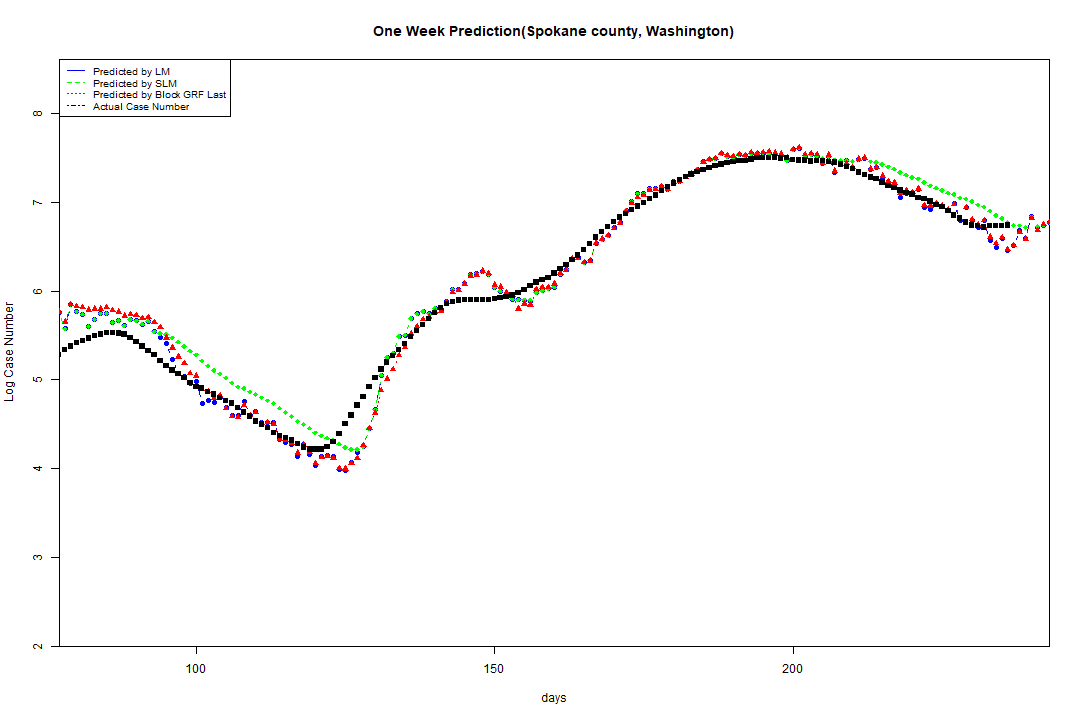 One Week Prediction(Spokane county, Washington)
Predicted by LM
Predicted by SLM
Predicted by Block GRF Last
Actual Case Number
8
7
6
5
4
3
2
Log Case Number
100 150 200
days